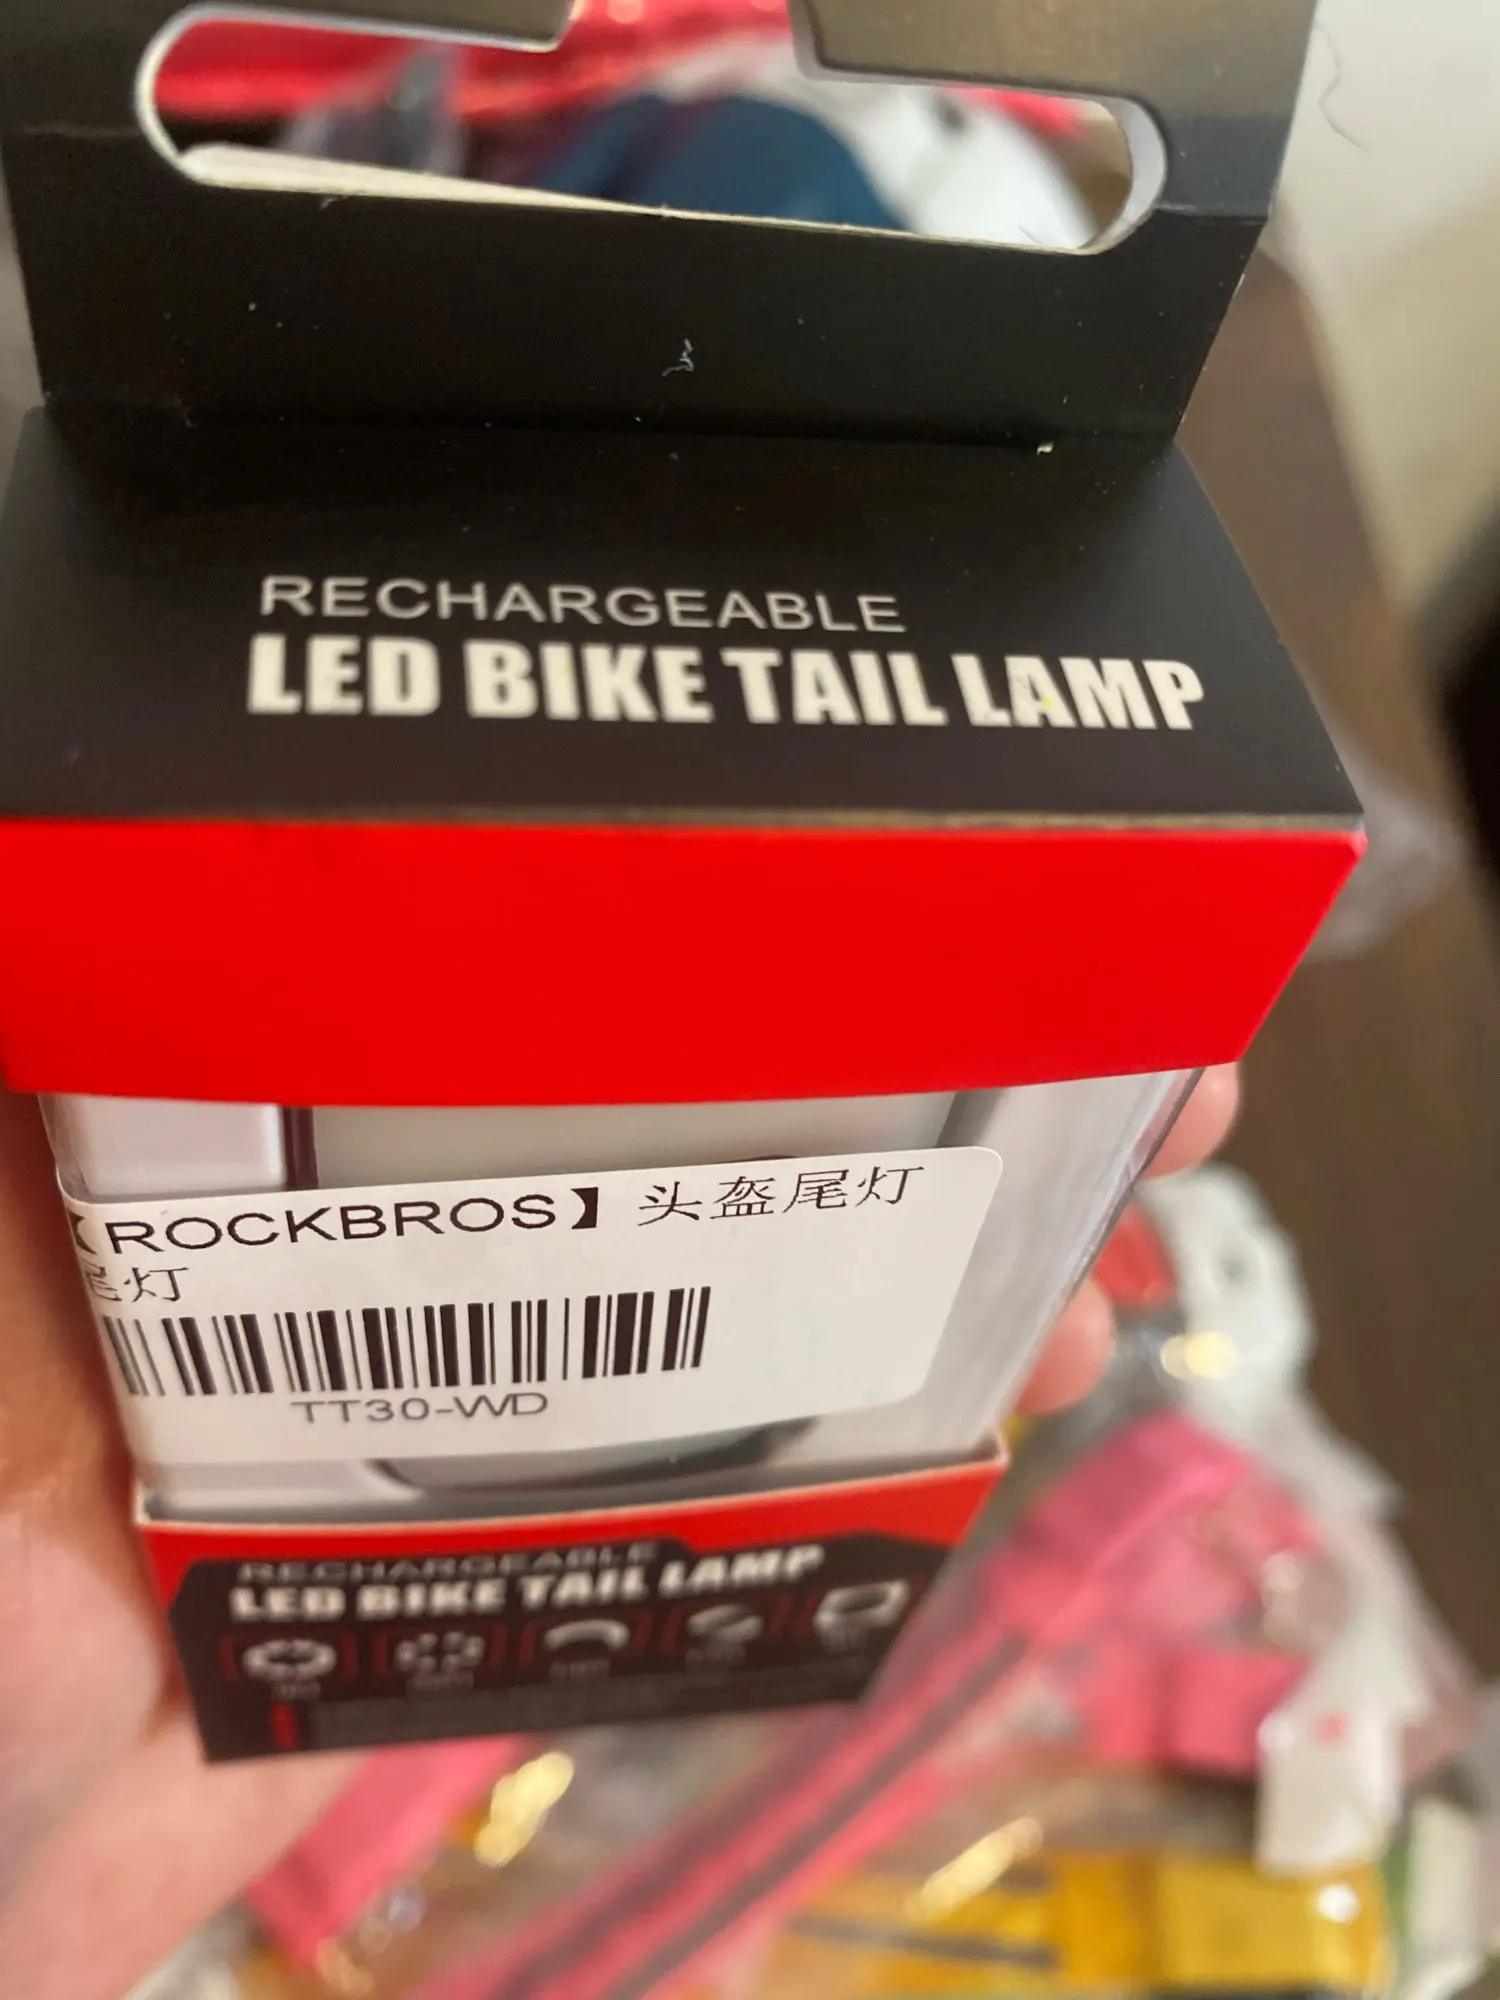 RECHARGEABLE
LED BIKE TAIL LAMP
【ROCKBROS】头盔尾灯
尾灯
TT30-WD
RECHARGEABLE
LED BIKE TAIL LAMP